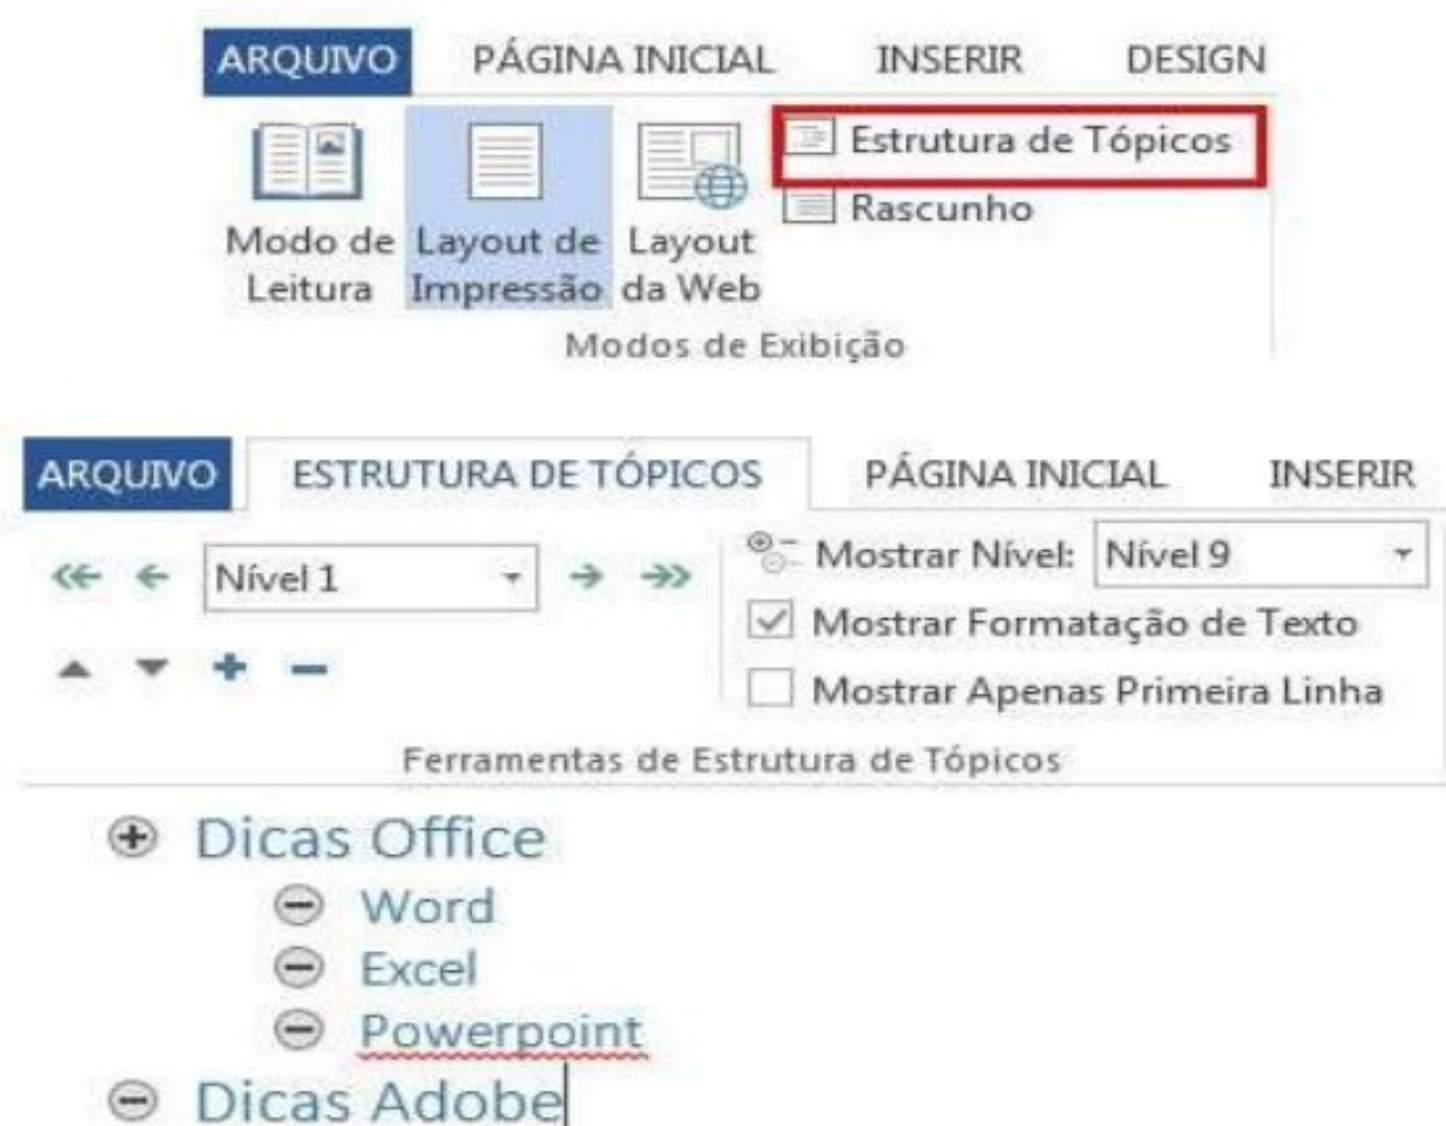 ARQUIVO PÁGINA INICIAL INSERIR DESIGN
Estrutura de Tópicos
Rascunho
Modo de Leitura
Layout de Impressão
Layout da Web
Modos de Exibição
ARQUIVO ESTRUTURA DE TÓPICOS PÁGINA INICIAL INSERIR
Nível 1
Mostrar Nível: Nível 9
Mostrar Formatação de Texto
Mostrar Apenas Primeira Linha
Ferramentas de Estrutura de Tópicos
Dicas Office
Word
Excel
Powerpoint
Dicas Adobe